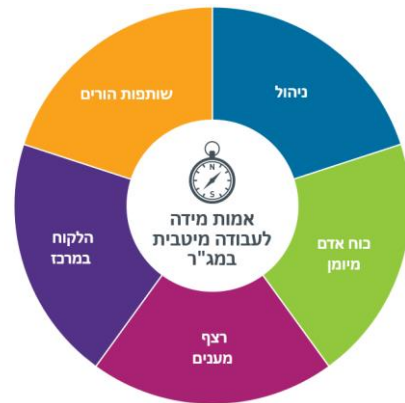 ניהול
כוח אדם
מיומן
רצף
מענים
הלקוח
במרכז
שותפות הורים
N
S
אמות מידה
לעבודה מיטבית
במג"ר